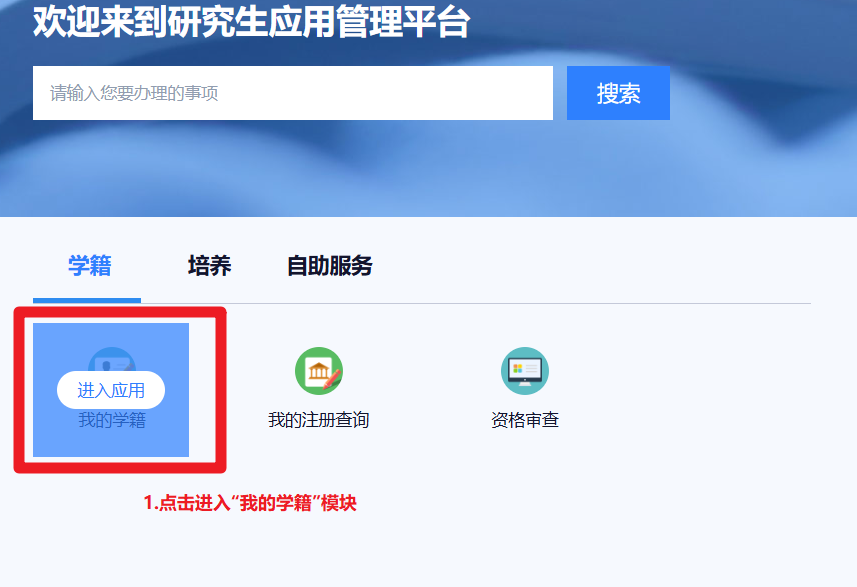 欢迎来到研究生应用管理平台
请输入您要办理的事项
搜索
学籍
培养
自助服务
进入应用
我的学籍
我的注册查询
资格审查
1.点击进入“我的学籍”模块